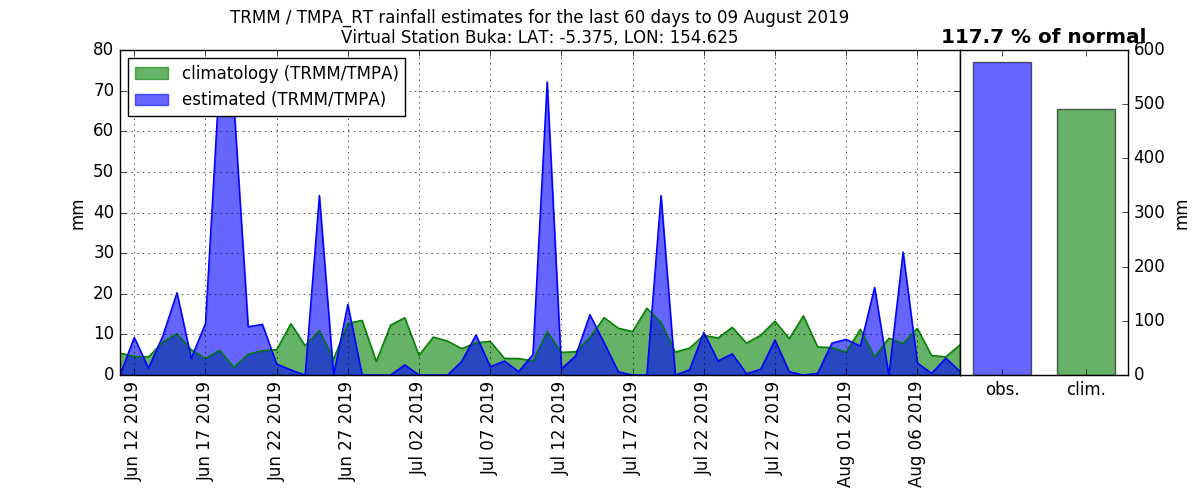 TRMM / TMPA_RT rainfall estimates for the last 60 days to 09 August 2019
Virtual Station Buka: LAT: -5.375, LON: 154.625
117.7 % of normal
climatology (TRMM/TMPA)
estimated (TRMM/TMPA)
80
70
60
50
40
30
20
10
0
mm
Jun 12 2019
Jun 17 2019
Jun 22 2019
Jun 27 2019
Jul 02 2019
Jul 07 2019
Jul 12 2019
Jul 17 2019
Jul 22 2019
Jul 27 2019
Aug 01 2019
Aug 06 2019
obs.
clim.
600
500
400
300
200
100
0
mm